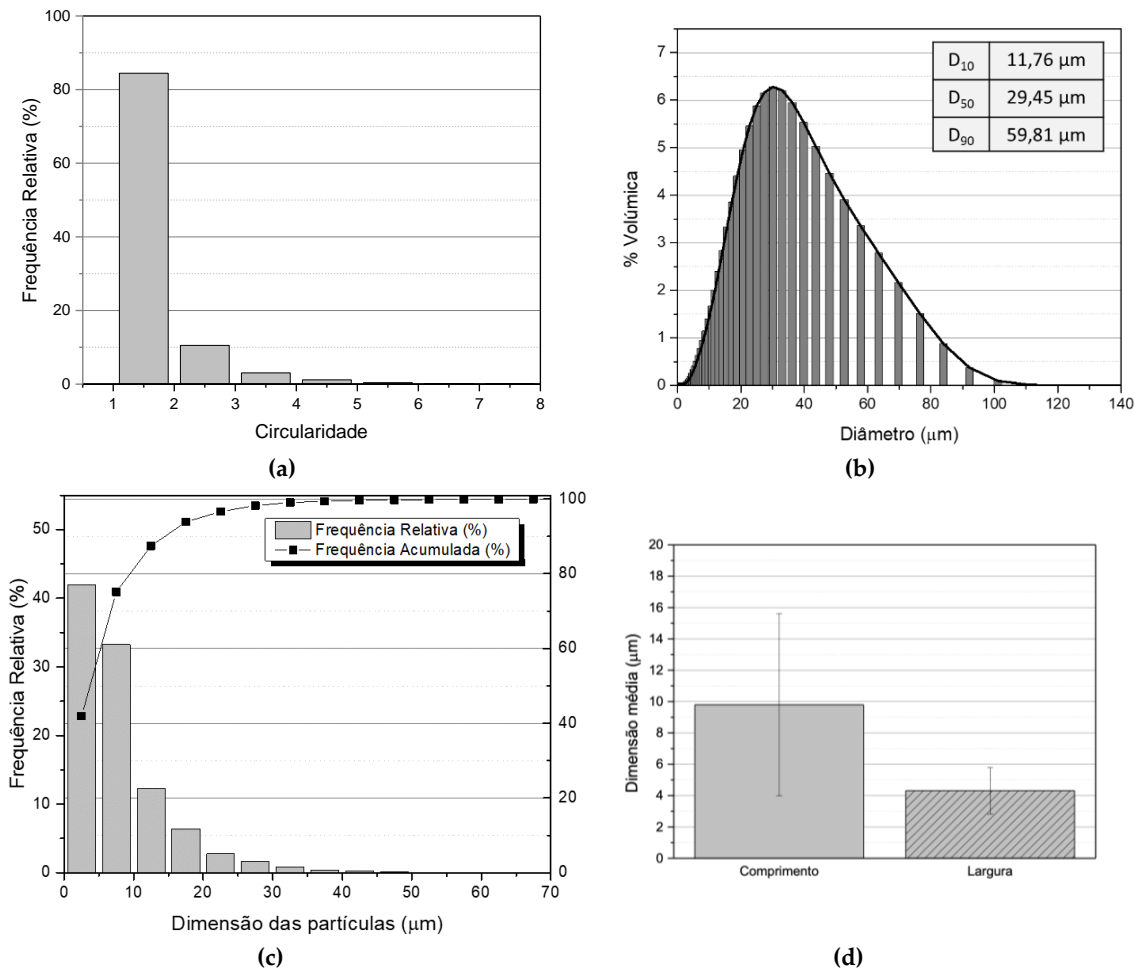 Frequência Relativa (%)
100
80
60
40
20
0
1 2 3 4 5 6 7 8
Circularidade
(a)
% Volúmica
7
6
5
4
3
2
1
0
D10 11,76 µm
D50 29,45 µm
D90 59,81 µm
0 20 40 60 80 100 120 140
Diâmetro (µm)
(b)
Frequência Relativa (%)
50
40
30
20
10
0
Frequência Relativa (%)
Frequência Acumulada (%)
100
80
60
40
20
0
0 10 20 30 40 50 60 70
Dimensão das partículas (µm)
(c)
Dimensão média (µm)
20
18
16
14
12
10
8
6
4
2
0
Comprimento Largura
(d)